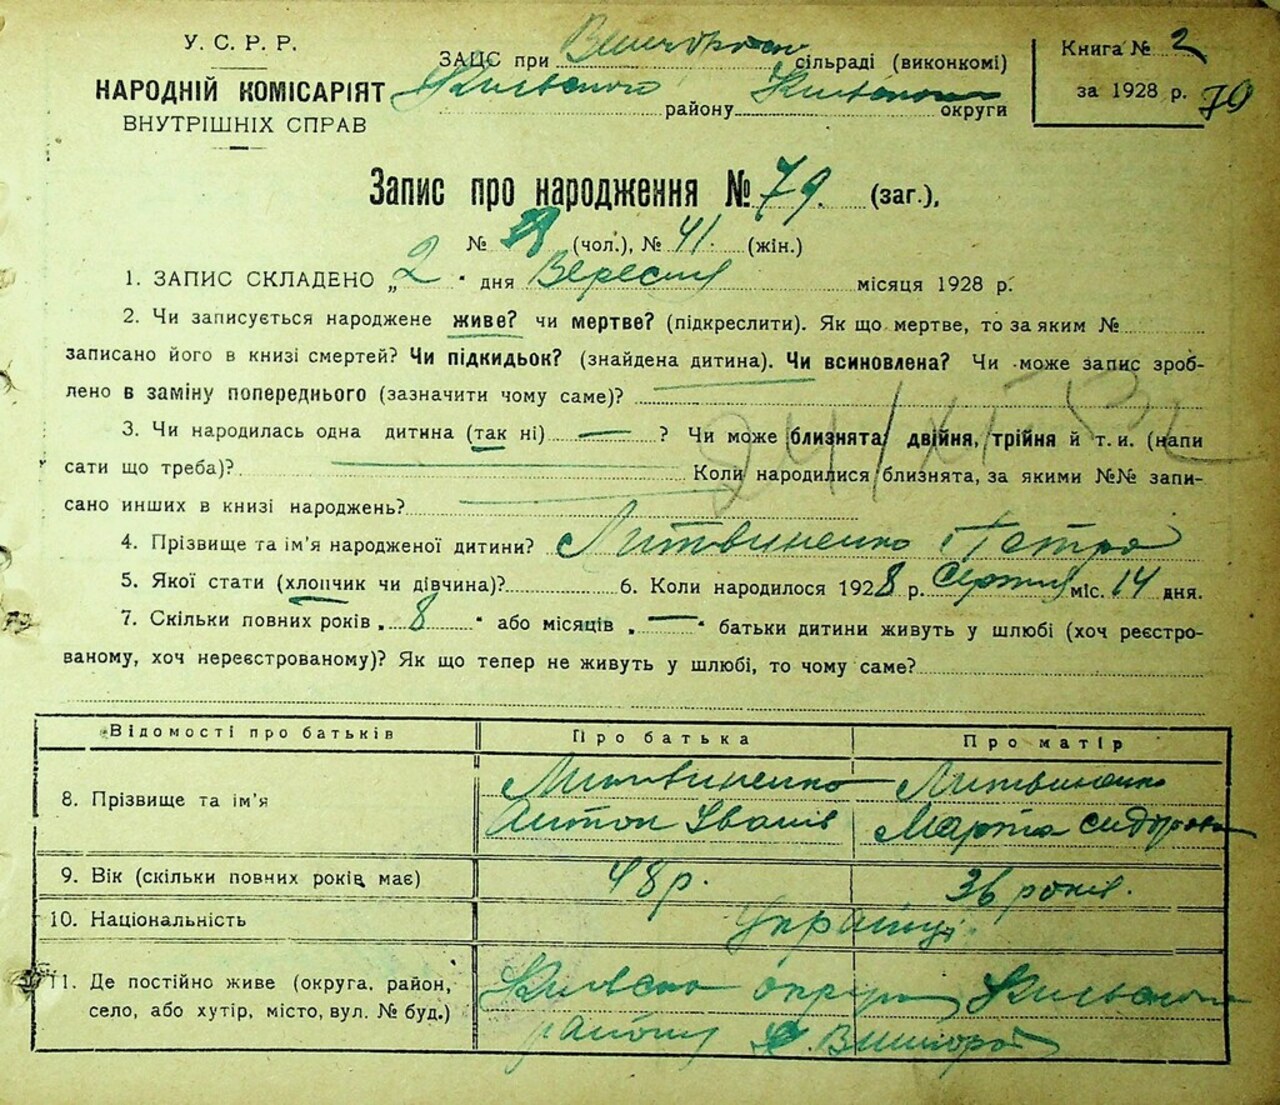 У. С. Р. Р.
НАРОДНІЙ КОМІСАРІЯТ
ВНУТРІШНІХ СПРАВ
ЗАЦС при Вишгород сільраді (виконкомі)
Київського району Київської округи
Книга № 2
за 1928 р. 79
Запис про народження № 79. (заг.),
№ (чол.), № 41. (жін.)
1. ЗАПИС СКЛАДЕНО „2" дня Вересня місяця 1928 р.
2. Чи записується народжене живе? чи мертве? (підкреслити). Як що мертве, то за яким №
записано його в книзі смертей? Чи підкидьок? (знайдена дитина). Чи всиновлена? Чи може запис зроб-
лено в заміну попереднього (зазначити чому саме)?
3. Чи народилась одна дитина (так ні) — ? Чи може близнята, двійня, трійня й т. и. (напи
сати що треба)? Коли народилися близнята, за якими №№ запи-
сано инших в книзі народжень?
4. Прізвище та ім'я народженої дитини? Литвиненко Петро
5. Якої стати (хлопчик чи дівчина)? 6. Коли народилося 1928 р. Серпня міс. 14 дня.
7. Скільки повних років „8" або місяців „—" батьки дитини живуть у шлюбі (хоч реєстро-
ваному, хоч нереєстрованому)? Як що тепер не живуть у шлюбі, то чому саме?
Відомості про батьків Про батька Про матір
8. Прізвище та ім'я Литвиненко Литвиненко
Антон Іванів Марта Сидорова
9. Вік (скільки повних років має) 48 р. 36 років.
10. Національність Українці
11. Де постійно живе (округа, район, Київська округа Київського
село, або хутір, місто, вул. № буд.) району с. Вишгород